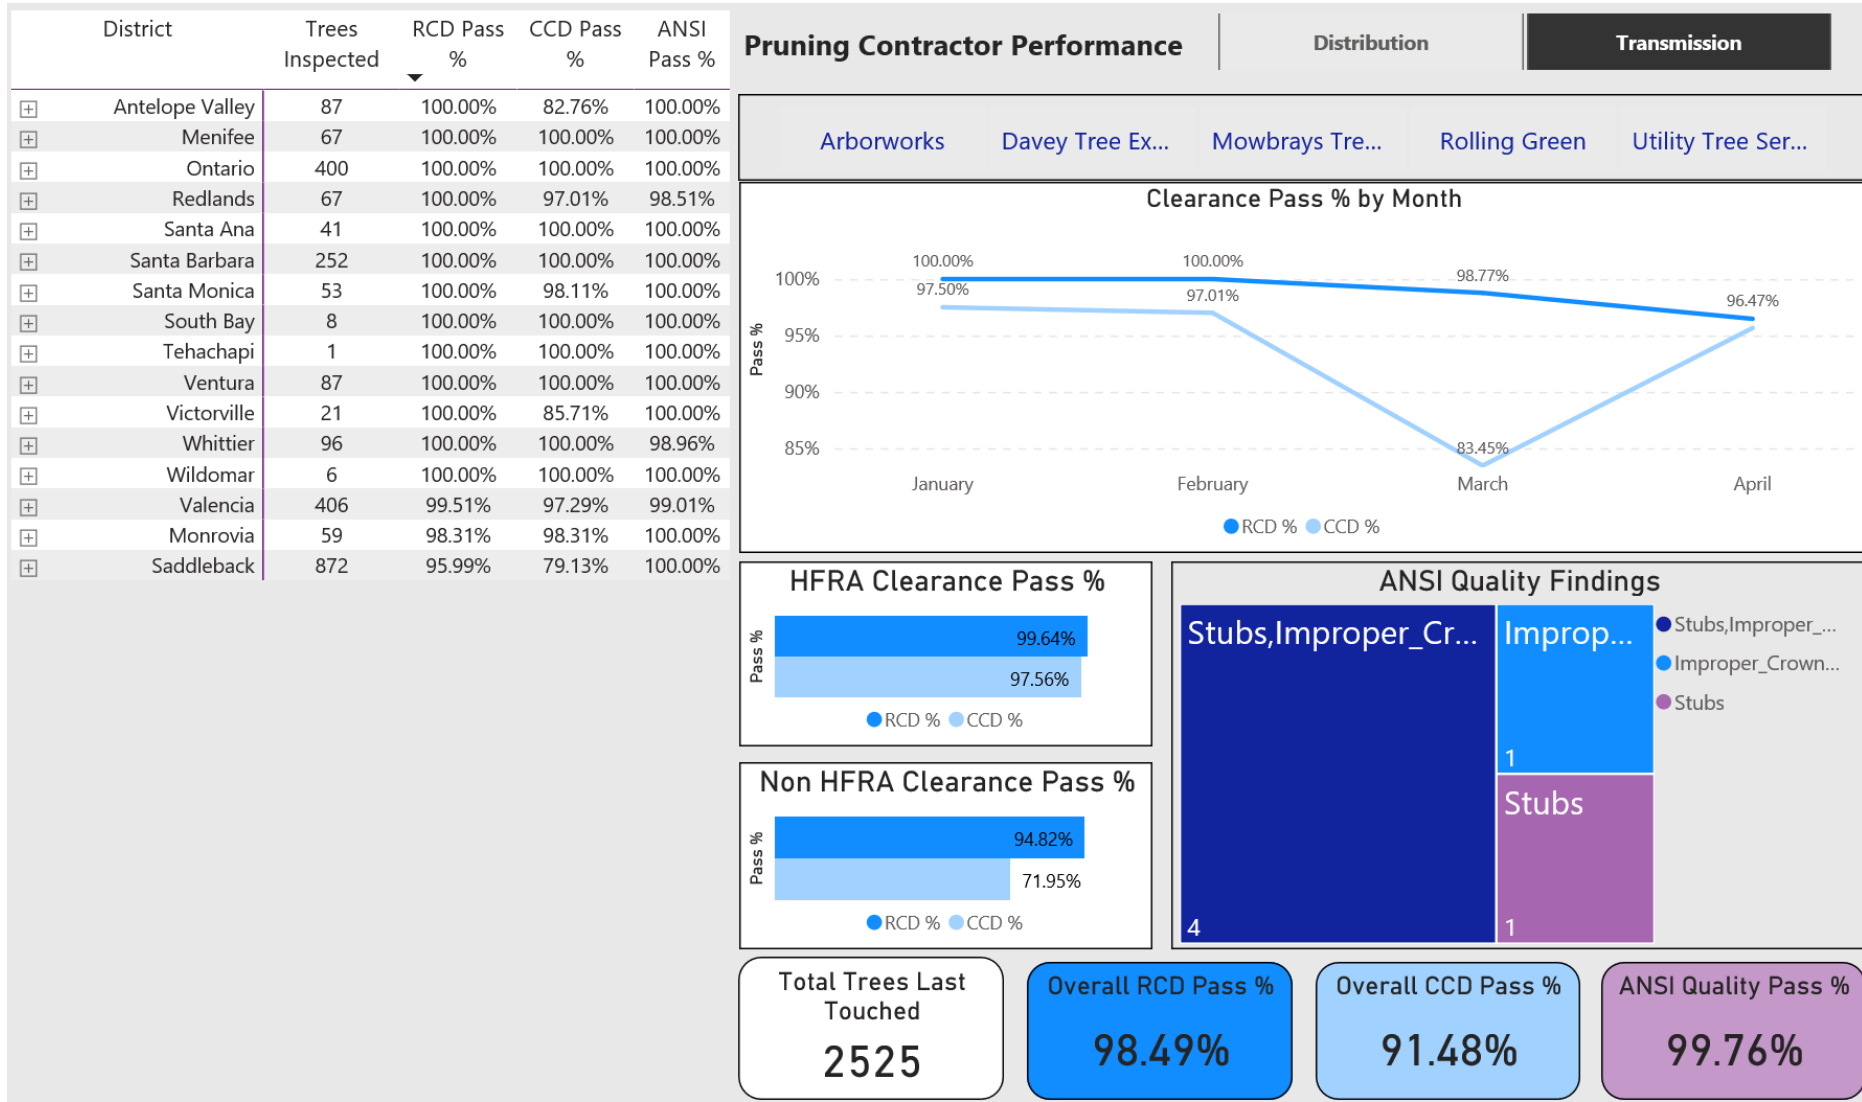 District Trees Inspected RCD Pass % CCD Pass % ANSI Pass %
Antelope Valley 87 100.00% 82.76% 100.00%
Menifee 67 100.00% 100.00% 100.00%
Ontario 400 100.00% 100.00% 100.00%
Redlands 67 100.00% 97.01% 98.51%
Santa Ana 41 100.00% 100.00% 100.00%
Santa Barbara 252 100.00% 100.00% 100.00%
Santa Monica 53 100.00% 98.11% 100.00%
South Bay 8 100.00% 100.00% 100.00%
Tehachapi 1 100.00% 100.00% 100.00%
Ventura 87 100.00% 100.00% 100.00%
Victorville 21 100.00% 85.71% 100.00%
Whittier 96 100.00% 100.00% 98.96%
Wildomar 6 100.00% 100.00% 100.00%
Valencia 406 99.51% 97.29% 99.01%
Monrovia 59 98.31% 98.31% 100.00%
Saddleback 872 95.99% 79.13% 100.00%
Pruning Contractor Performance
Distribution
Transmission
Arborworks
Davey Tree Ex...
Mowbrays Tre...
Rolling Green
Utility Tree Ser...
Clearance Pass % by Month
Pass %
100%
95%
90%
85%
100.00%
100.00%
98.77%
96.47%
97.50%
97.01%
83.45%
January February March April
RCD % CCD %
HFRA Clearance Pass %
Pass %
99.64%
97.56%
RCD % CCD %
Non HFRA Clearance Pass %
Pass %
94.82%
71.95%
RCD % CCD %
ANSI Quality Findings
Stubs,Improper_Cr...
4
Improp...
1
Stubs
1
Stubs,Improper_...
Improper_Crown...
Stubs
Total Trees Last
Touched
2525
Overall RCD Pass %
98.49%
Overall CCD Pass %
91.48%
ANSI Quality Pass %
99.76%